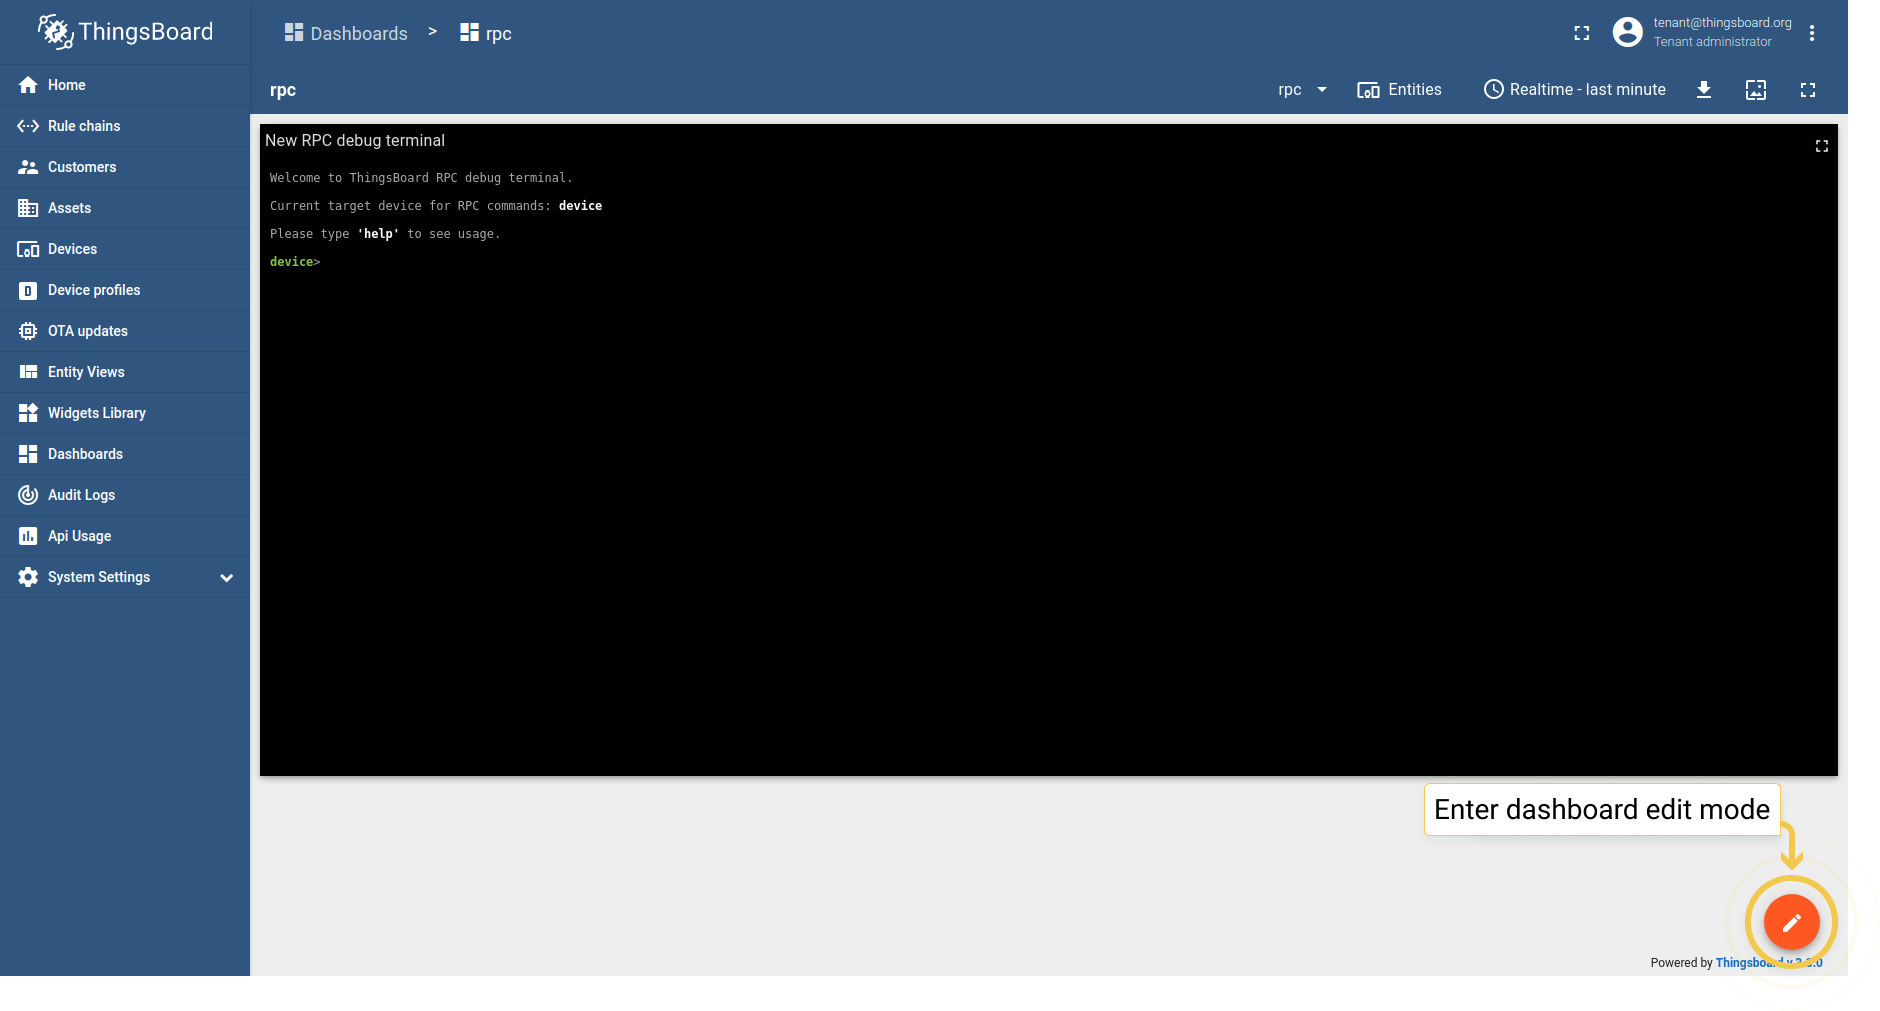 ThingsBoard
Dashboards > rpc
tenant@thingsboard.org
Tenant administrator
Home
Rule chains
Customers
Assets
Devices
Device profiles
OTA updates
Entity Views
Widgets Library
Dashboards
Audit Logs
Api Usage
System Settings
rpc
rpc
Entities
Realtime - last minute
New RPC debug terminal
Welcome to ThingsBoard RPC debug terminal.
Current target device for RPC commands: device
Please type 'help' to see usage.
device>
Enter dashboard edit mode
Powered by Thingsboard